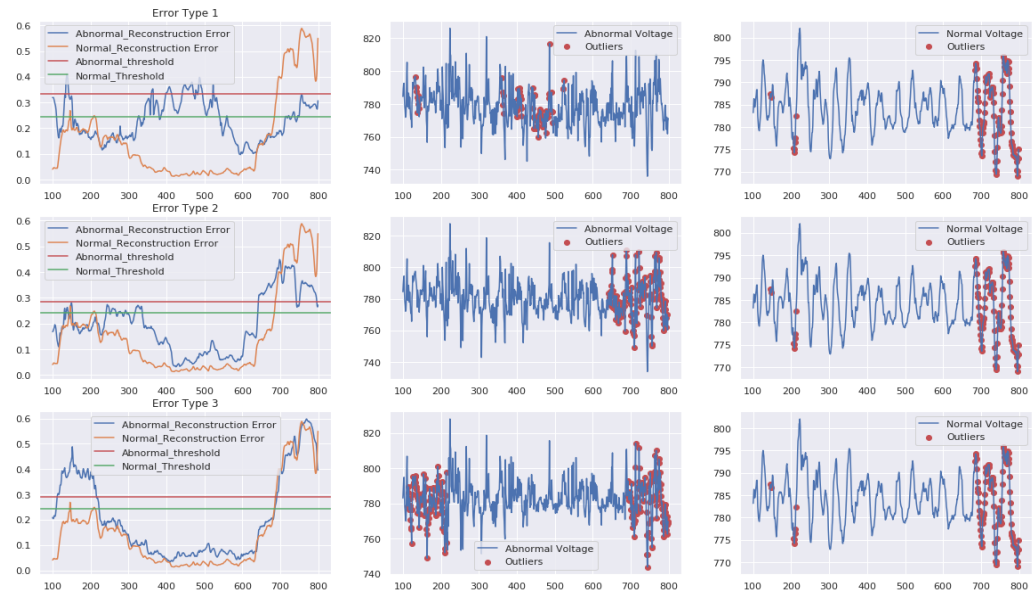 Error Type 1
0.6
0.5
0.4
0.3
0.2
0.1
0.0
Abnormal_Reconstruction Error
Normal_Reconstruction Error
Abnormal_threshold
Normal_Threshold
100 200 300 400 500 600 700 800
820
800
780
760
740
Abnormal Voltage
Outliers
100 200 300 400 500 600 700 800
800
795
790
785
780
775
770
Normal Voltage
Outliers
100 200 300 400 500 600 700 800
Error Type 2
0.6
0.5
0.4
0.3
0.2
0.1
0.0
Abnormal_Reconstruction Error
Normal_Reconstruction Error
Abnormal_threshold
Normal_Threshold
100 200 300 400 500 600 700 800
820
800
780
760
740
Abnormal Voltage
Outliers
100 200 300 400 500 600 700 800
800
795
790
785
780
775
770
Normal Voltage
Outliers
100 200 300 400 500 600 700 800
Error Type 3
0.6
0.5
0.4
0.3
0.2
0.1
0.0
Abnormal_Reconstruction Error
Normal_Reconstruction Error
Abnormal_threshold
Normal_Threshold
100 200 300 400 500 600 700 800
820
800
780
760
740
Abnormal Voltage
Outliers
100 200 300 400 500 600 700 800
800
795
790
785
780
775
770
Normal Voltage
Outliers
100 200 300 400 500 600 700 800